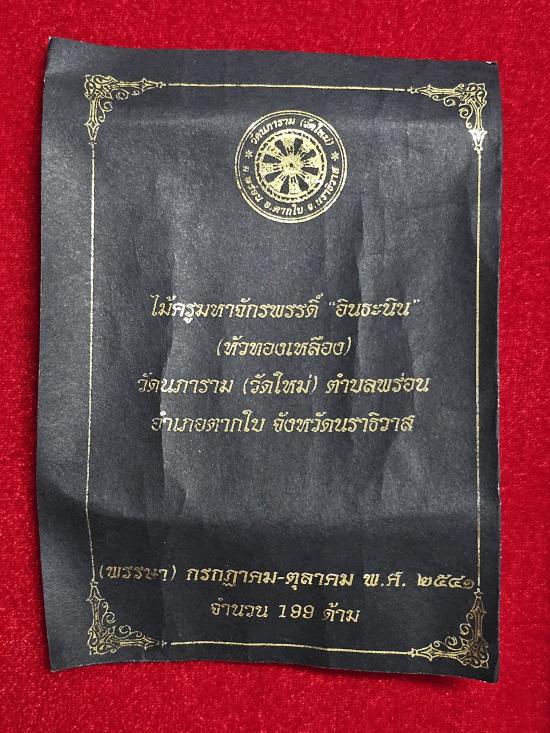 วัดนภาราม (วัดใหม่)
ต.พร่อน อ.ตากใบ จ.นราธิวาส
ไม้ครูมหาจักรพรรดิ์ "อินธะนิน"
(หัวทองเหลือง)
วัดนภาราม (วัดใหม่) ตำบลพร่อน
อำเภอตากใบ จังหวัดนราธิวาส
(พรรษา) กรกฎาคม-ตุลาคม พ.ศ. ๒๕๔๑
จำนวน 199 ด้าม